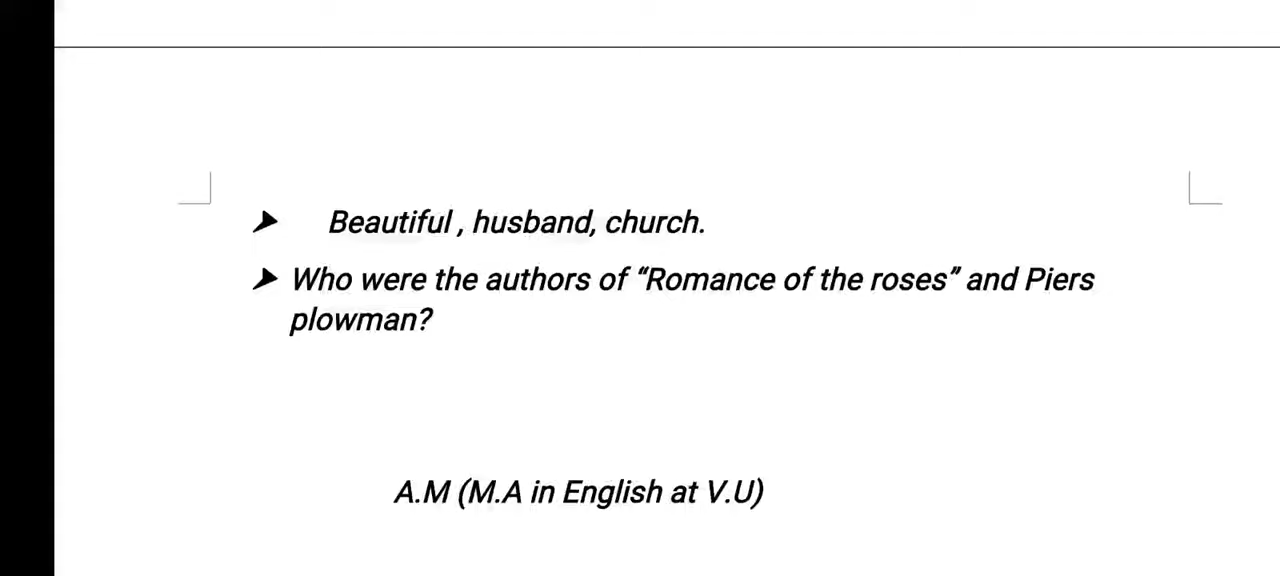 ➤ Beautiful , husband, church.
➤ Who were the authors of “Romance of the roses” and Piers
plowman?
A.M (M.A in English at V.U)